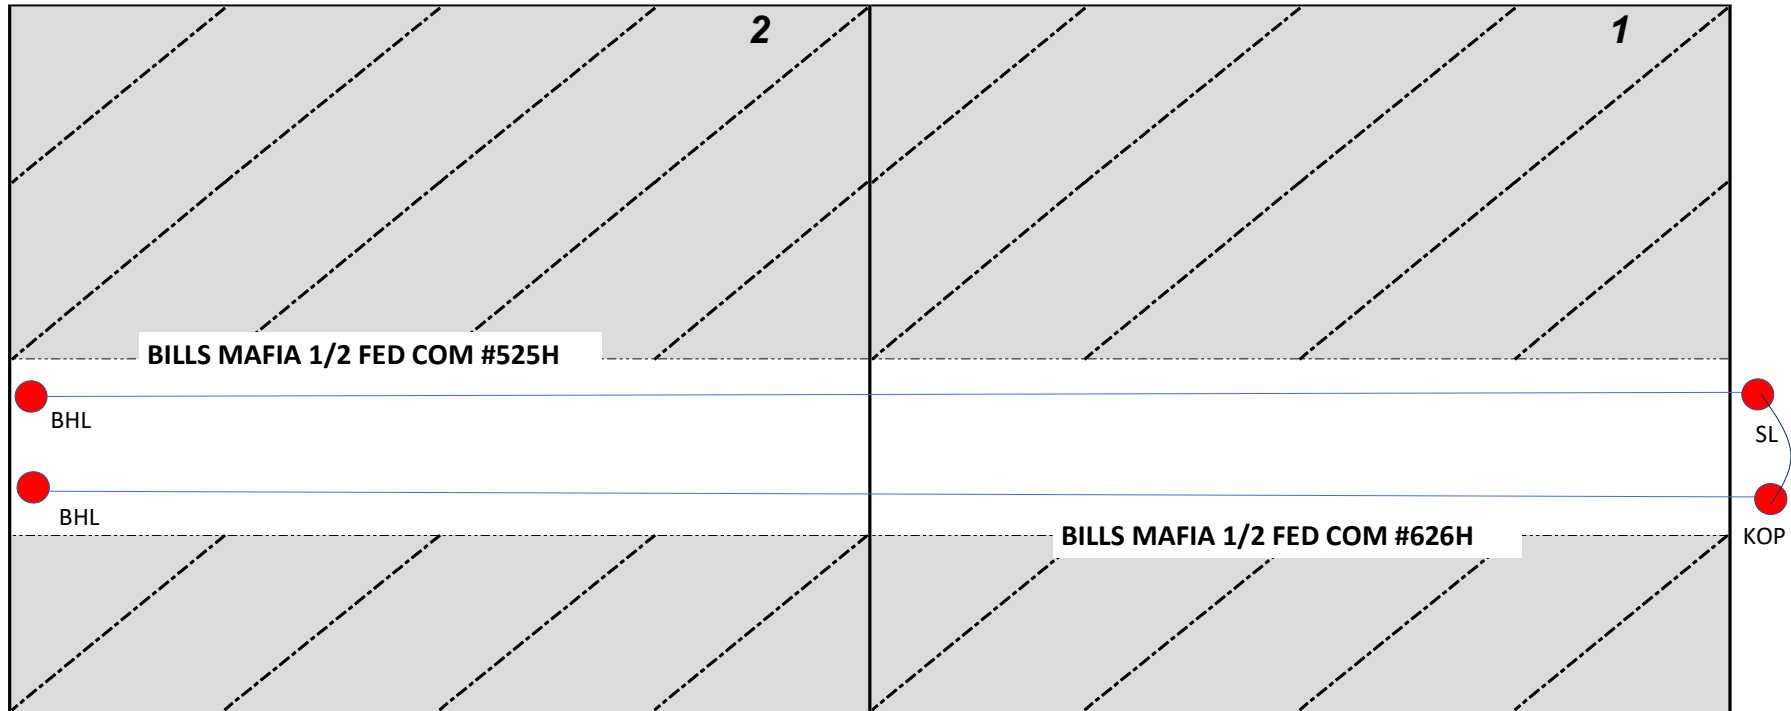 2
1
BILLS MAFIA 1/2 FED COM #525H
BHL
SL
BHL
BILLS MAFIA 1/2 FED COM #626H
KOP